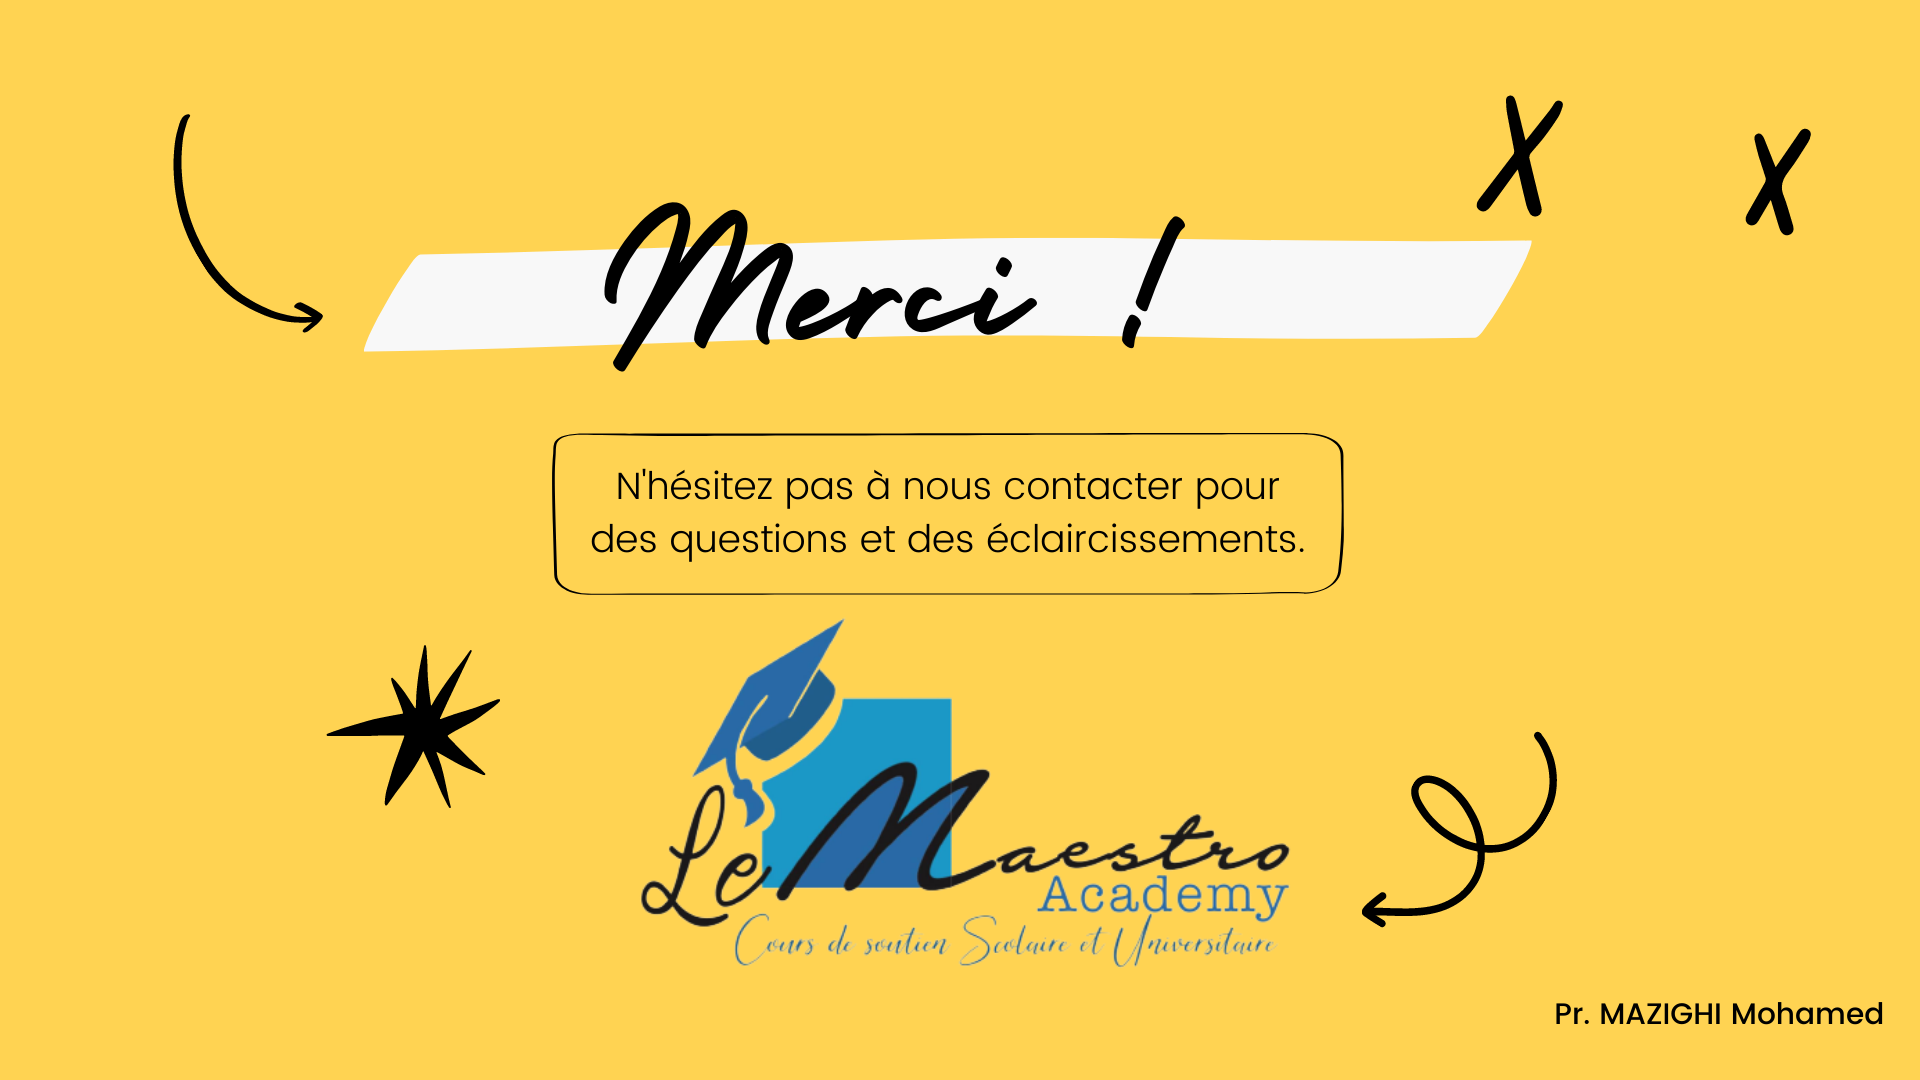 Merci !
N'hésitez pas à nous contacter pour
des questions et des éclaircissements.
Le Maestro
Academy
Cours de soutien Scolaire et Universitaire
Pr. MAZIGHI Mohamed